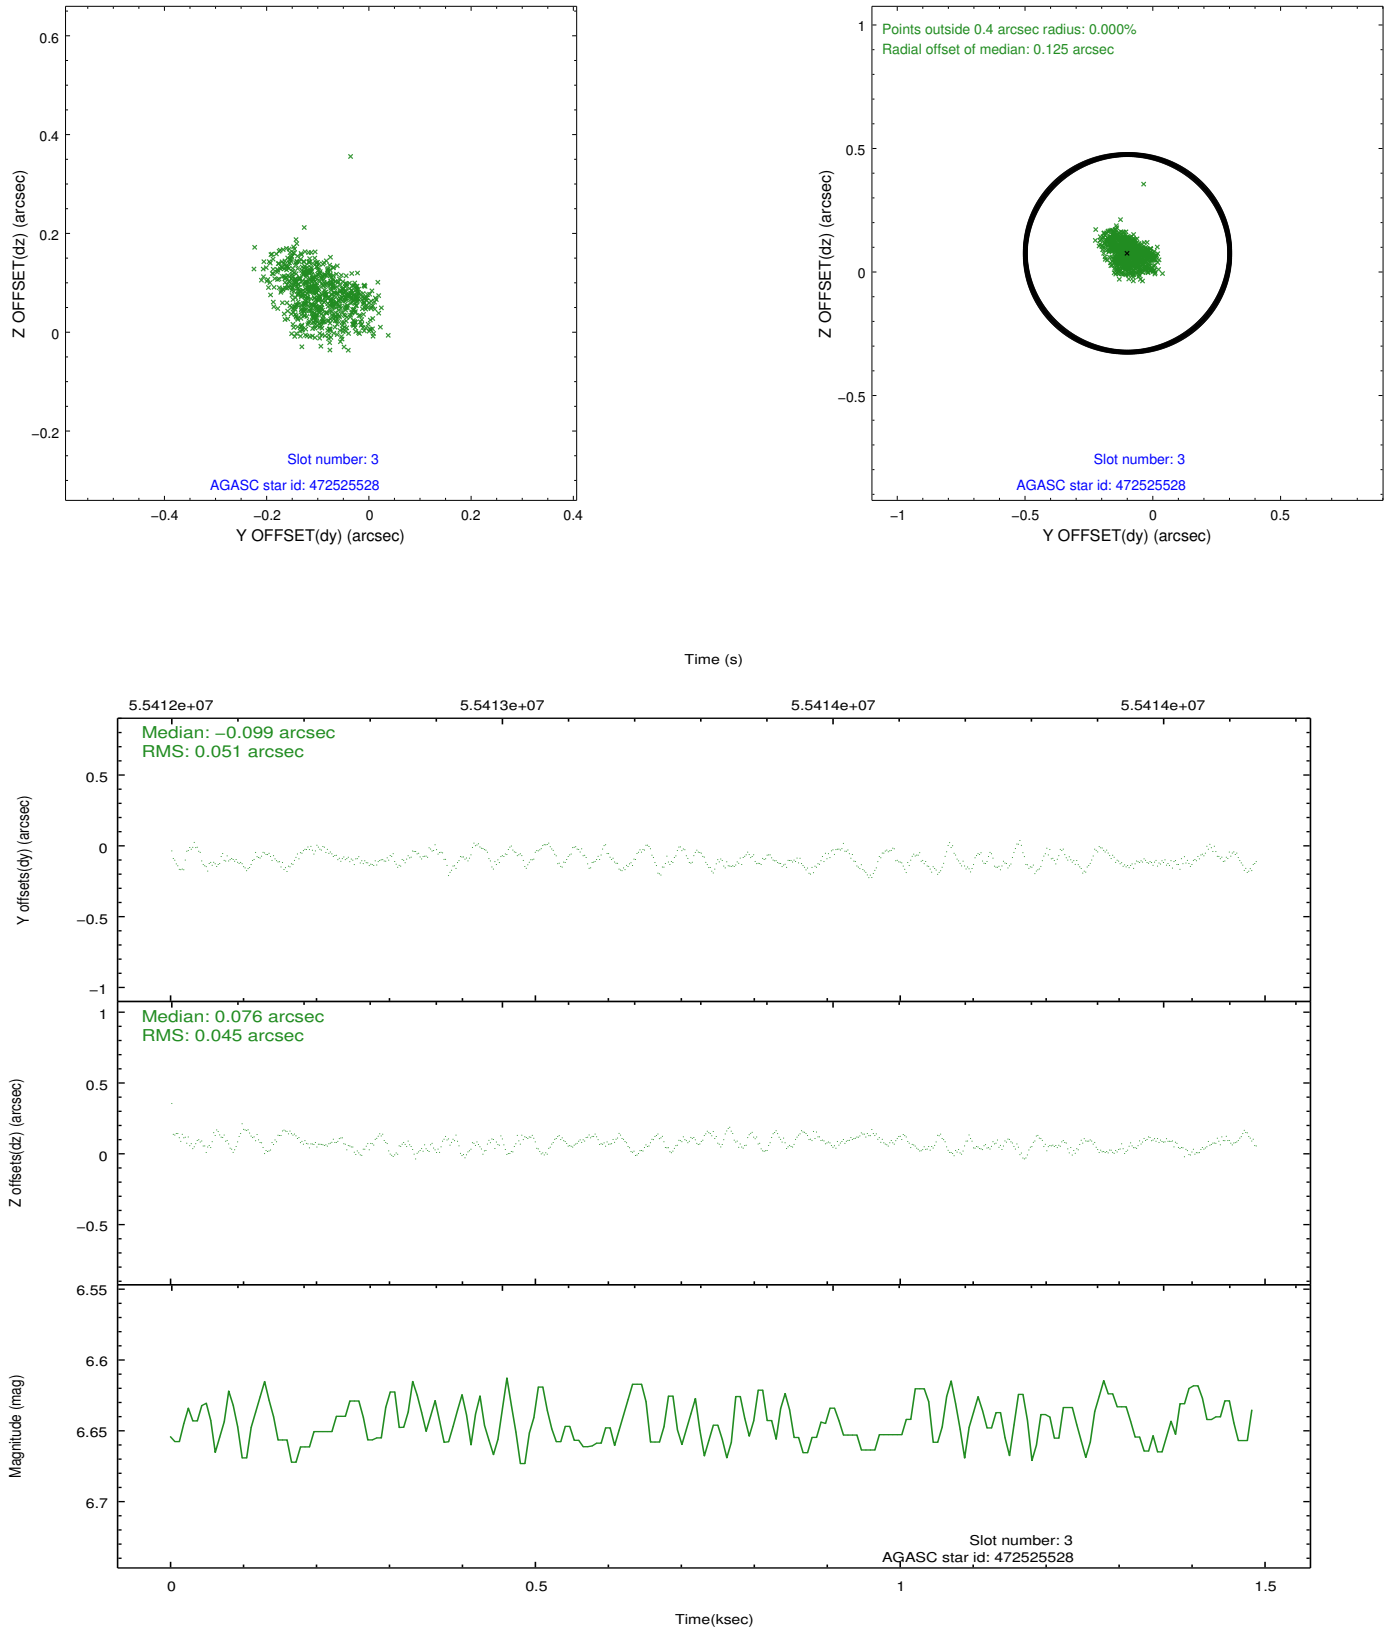 0.6
0.4
0.2
0
−0.2
Z OFFSET(dz) (arcsec)
Slot number: 3
AGASC star id: 472525528
−0.4
−0.2
0
0.2
0.4
Y OFFSET(dy) (arcsec)
Points outside 0.4 arcsec radius: 0.000%
Radial offset of median: 0.125 arcsec
1
0.5
0
−0.5
Z OFFSET(dz) (arcsec)
Slot number: 3
AGASC star id: 472525528
−1
−0.5
0
0.5
Y OFFSET(dy) (arcsec)
Time (s)
5.5412e+07
5.5413e+07
5.5414e+07
5.5414e+07
Median: −0.099 arcsec
RMS: 0.051 arcsec
0.5
0
−0.5
−1
Y offsets(dy) (arcsec)
Median: 0.076 arcsec
RMS: 0.045 arcsec
1
0.5
0
−0.5
Z offsets(dz) (arcsec)
6.55
6.6
6.65
6.7
Magnitude (mag)
Slot number: 3
AGASC star id: 472525528
0
0.5
1
1.5
Time(ksec)